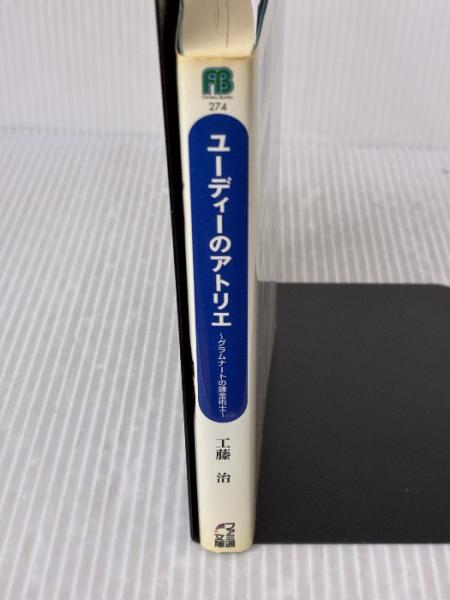 FB
274
ユーディーのアトリエ
〜グラムナートの錬金術士〜
工藤 治
ファミ通
文庫